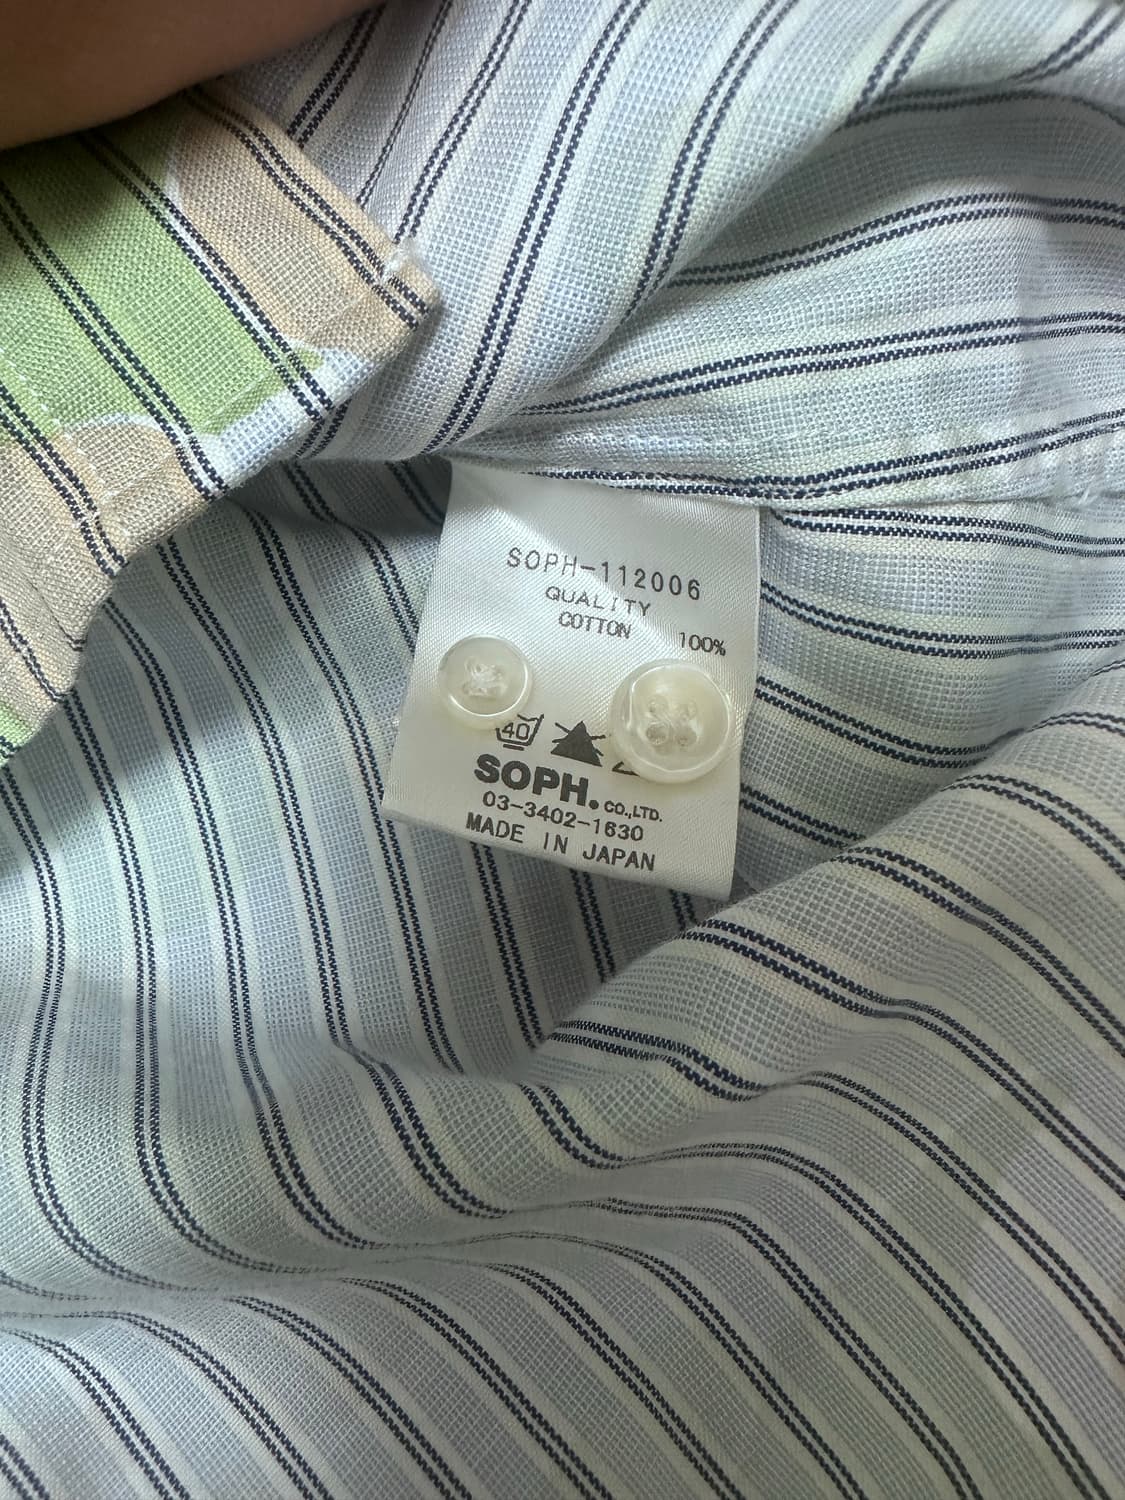 SOPH-112006
QUALITY
COTTON 100%
40
SOPH.CO.,LTD.
03-3402-1630
MADE IN JAPAN